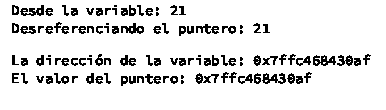 Desde la variable: 21
Desreferenciando el puntero: 21
La dirección de la variable: 0x7ffc468430af
El valor del puntero: 0x7ffc468430af